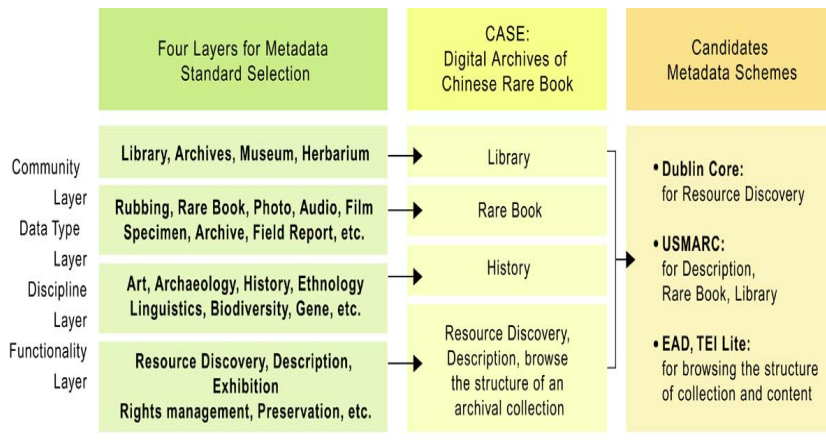 Four Layers for Metadata
Standard Selection
CASE:
Digital Archives of
Chinese Rare Book
Candidates
Metadata Schemes
Community
Layer
Library, Archives, Museum, Herbarium
Library
Data Type
Layer
Rubbing, Rare Book, Photo, Audio, Film
Specimen, Archive, Field Report, etc.
Rare Book
Discipline
Layer
Art, Archaeology, History, Ethnology
Linguistics, Biodiversity, Gene, etc.
History
Functionality
Layer
Resource Discovery, Description,
Exhibition
Rights management, Preservation, etc.
Resource Discovery,
Description, browse
the structure of an
archival collection
• Dublin Core:
for Resource Discovery
• USMARC:
for Description,
Rare Book, Library
• EAD, TEI Lite:
for browsing the structure
of collection and content